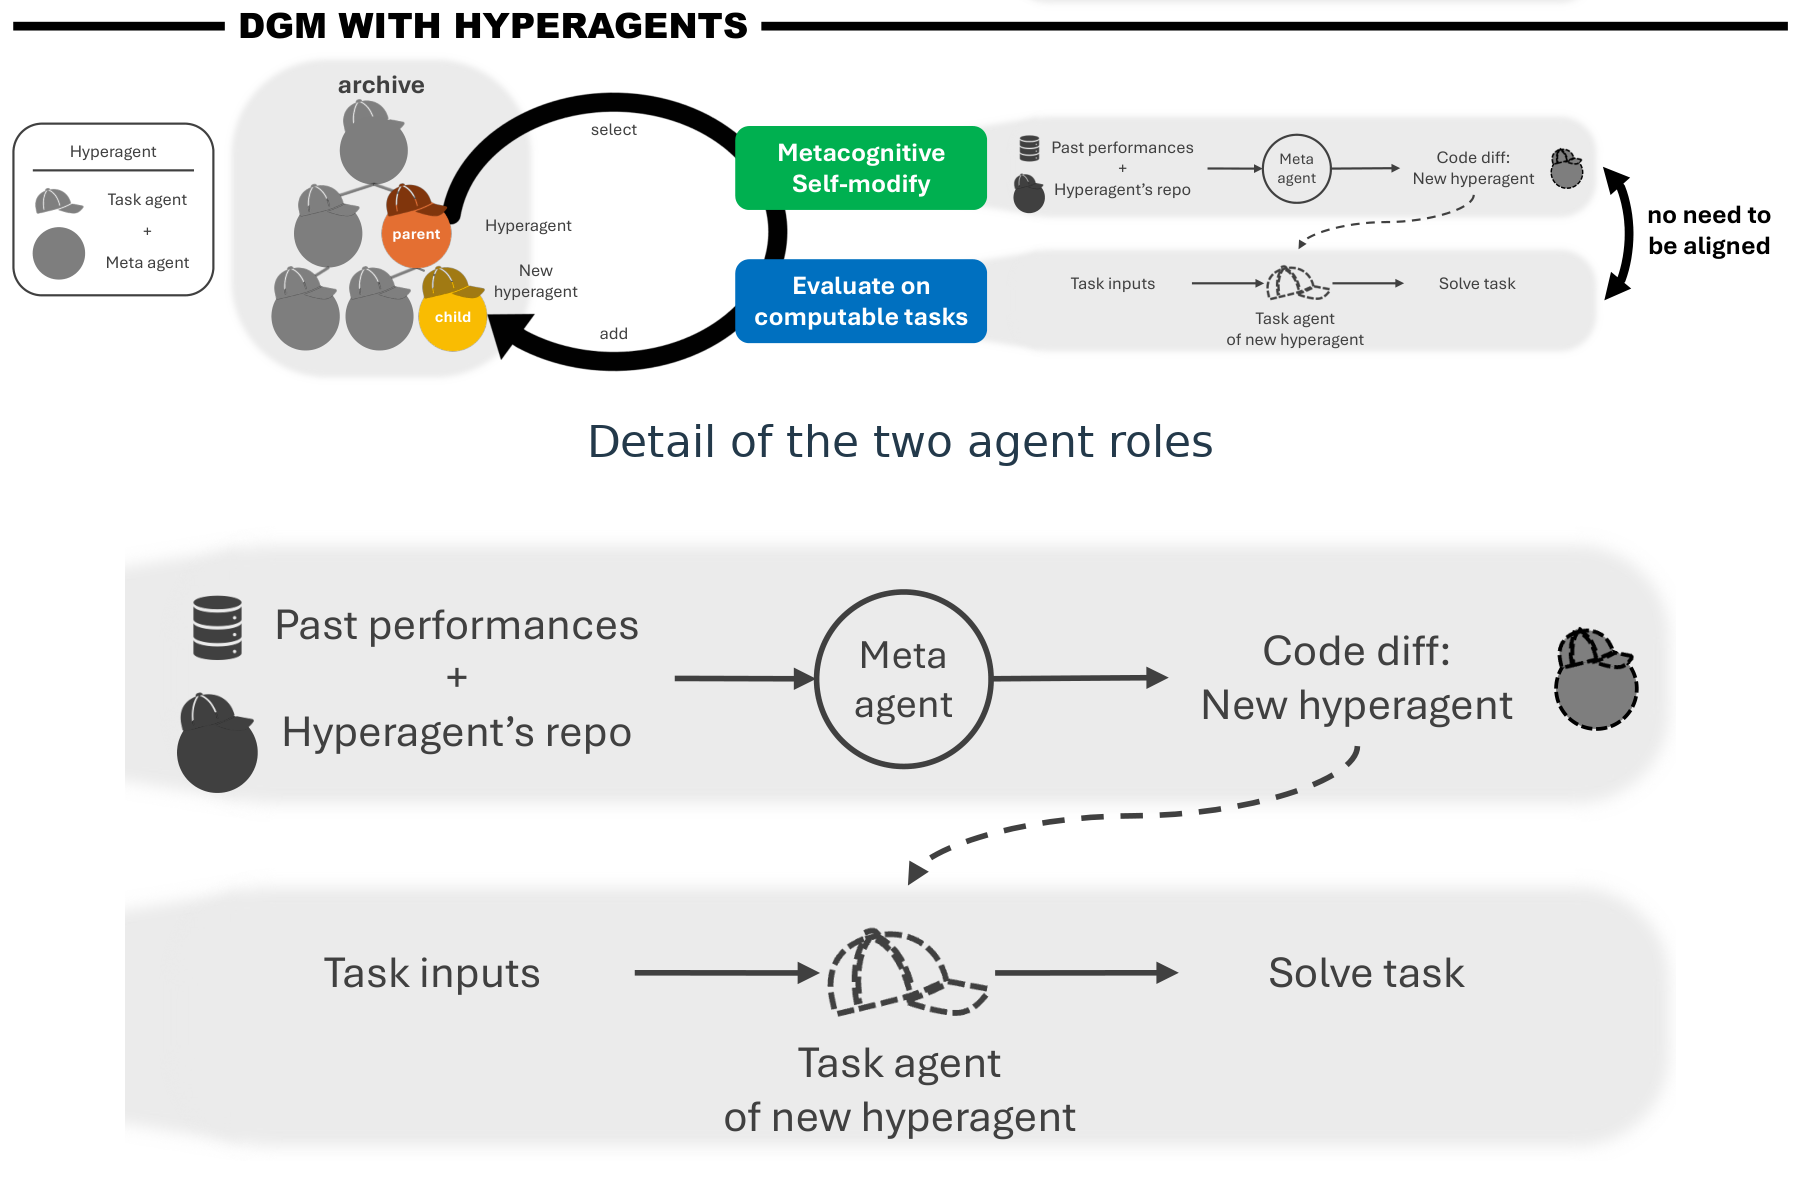 DGM WITH HYPERAGENTS
archive
Hyperagent
Task agent
+
Meta agent
parent
child
select
Hyperagent
New
hyperagent
add
Metacognitive
Self-modify
Evaluate on
computable tasks
Past performances
+
Hyperagent’s repo
Meta
agent
Code diff:
New hyperagent
Task inputs
Solve task
Task agent
of new hyperagent
no need to
be aligned
Detail of the two agent roles
Past performances
+
Hyperagent’s repo
Meta
agent
Code diff:
New hyperagent
Task inputs
Solve task
Task agent
of new hyperagent